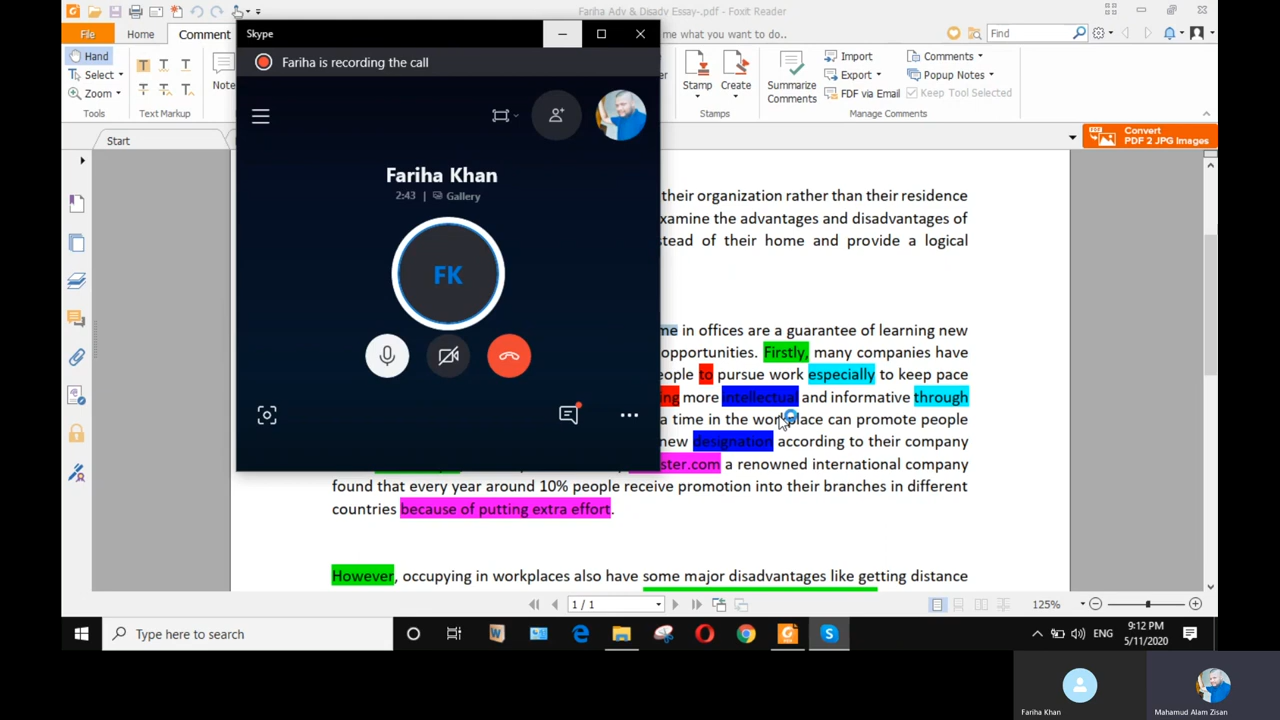 Fariha Adv & Disadv Essay-.pdf - Foxit Reader
File
Home
Comment
me what you want to do..
Find
Skype
Fariha is recording the call
Hand
Select
Zoom
Tools
Text Markup
Note
Stamp
Create
Stamps
Summarize
Comments
Import
Export
FDF via Email
Comments
Popup Notes
Keep Tool Selected
Manage Comments
Start
Convert
PDF 2 JPG Images
Fariha Khan
2:43 | Gallery
FK
their organization rather than their residence
xamine the advantages and disadvantages of
stead of their home and provide a logical
me in offices are a guarantee of learning new
opportunities. Firstly, many companies have
eople to pursue work especially to keep pace
ing more intellectual and informative through
a time in the workplace can promote people
new designation according to their company
ster.com a renowned international company
found that every year around 10% people receive promotion into their branches in different
countries because of putting extra effort.
However, occupying in workplaces also have some major disadvantages like getting distance
1 / 1
125%
Type here to search
ENG
9:12 PM
5/11/2020
Fariha Khan
Mahamud Alam Zisan